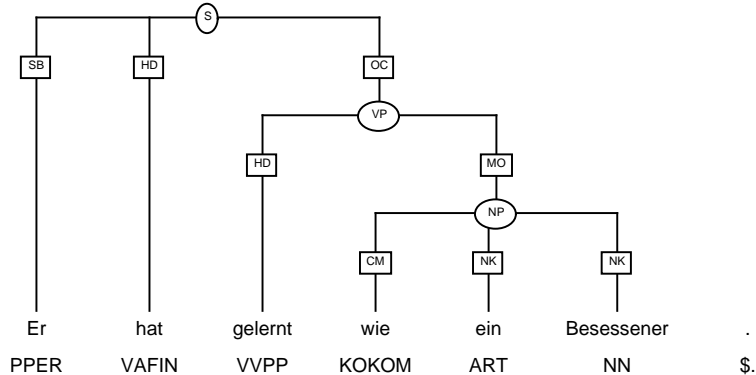 S
SB HD OC
VP
HD MO
NP
CM NK NK
Er hat gelernt wie ein Besessener .
PPER VAFIN VVPP KOKOM ART NN $.